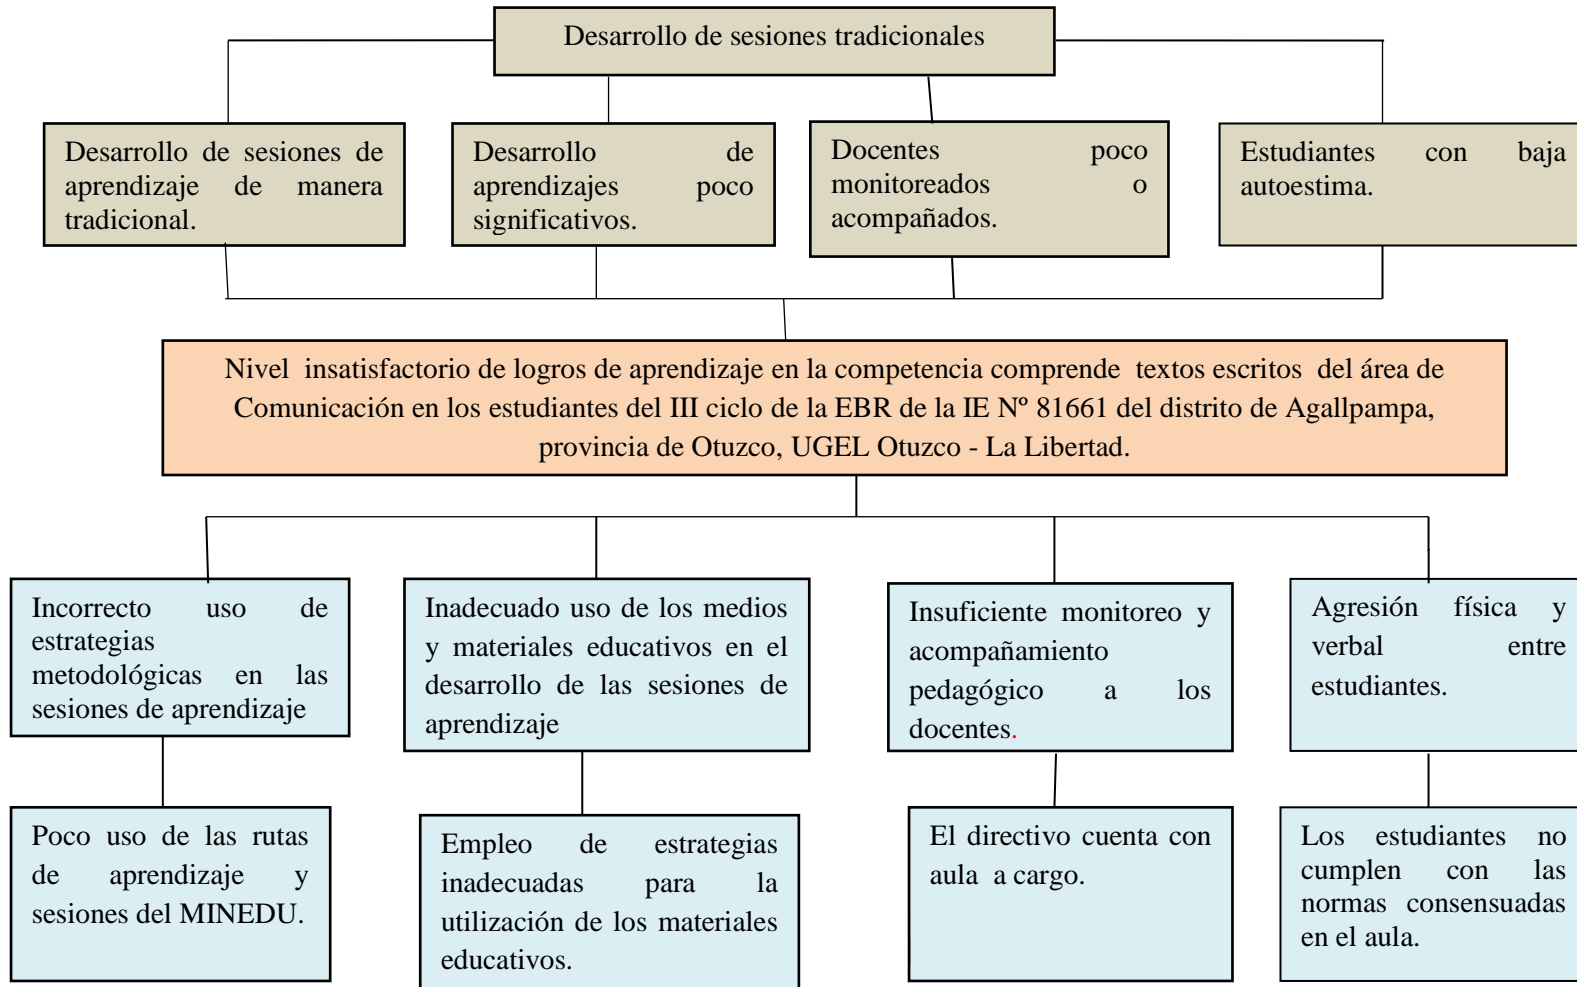 Desarrollo de sesiones tradicionales
Desarrollo de sesiones de
aprendizaje de manera
tradicional.
Desarrollo de
aprendizajes poco
significativos.
Docentes poco
monitoreados o
acompañados.
Estudiantes con baja
autoestima.
Nivel insatisfactorio de logros de aprendizaje en la competencia comprende textos escritos del área de
Comunicación en los estudiantes del III ciclo de la EBR de la IE Nº 81661 del distrito de Agallpampa,
provincia de Otuzco, UGEL Otuzco - La Libertad.
Incorrecto uso de
estrategias
metodológicas en las
sesiones de aprendizaje
Inadecuado uso de los medios
y materiales educativos en el
desarrollo de las sesiones de
aprendizaje
Insuficiente monitoreo y
acompañamiento
pedagógico a los
docentes.
Agresión física y
verbal entre
estudiantes.
Poco uso de las rutas
de aprendizaje y
sesiones del MINEDU.
Empleo de estrategias
inadecuadas para la
utilización de los materiales
educativos.
El directivo cuenta con
aula a cargo.
Los estudiantes no
cumplen con las
normas consensuadas
en el aula.